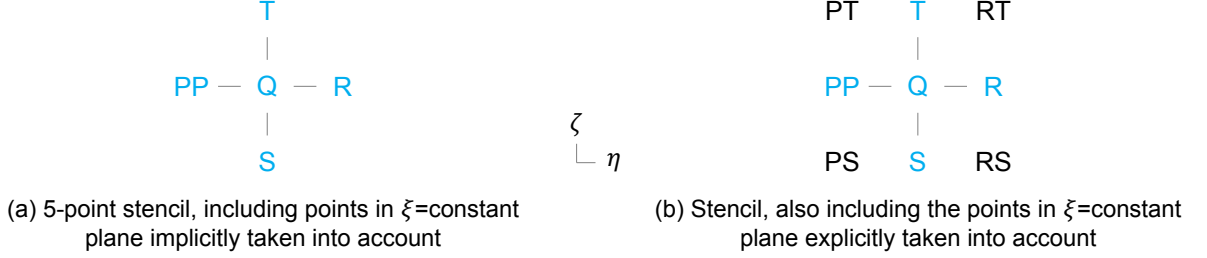 T
PP Q R
S
ζ
η
PT T RT
PP Q R
PS S RS
(a) 5-point stencil, including points in ξ=constant
plane implicitly taken into account
(b) Stencil, also including the points in ξ=constant
plane explicitly taken into account